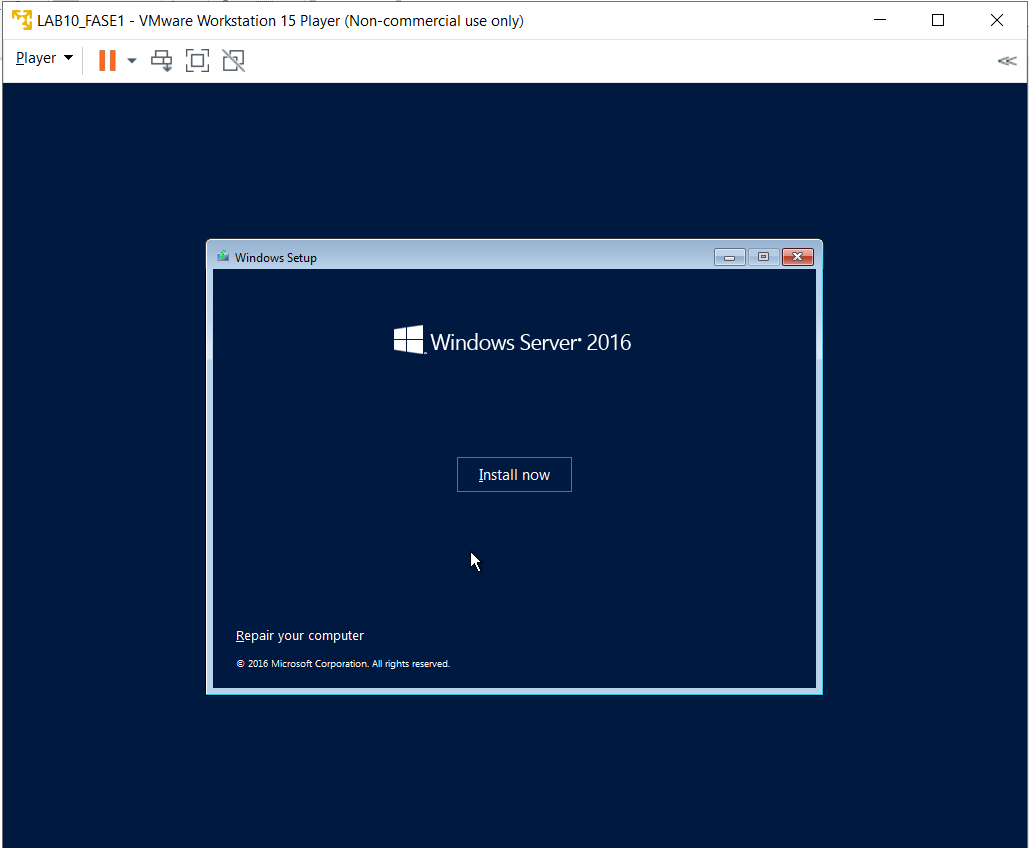 LAB10_FASE1 - VMware Workstation 15 Player (Non-commercial use only)
Player
Windows Setup
Windows Server® 2016
Install now
Repair your computer
© 2016 Microsoft Corporation. All rights reserved.